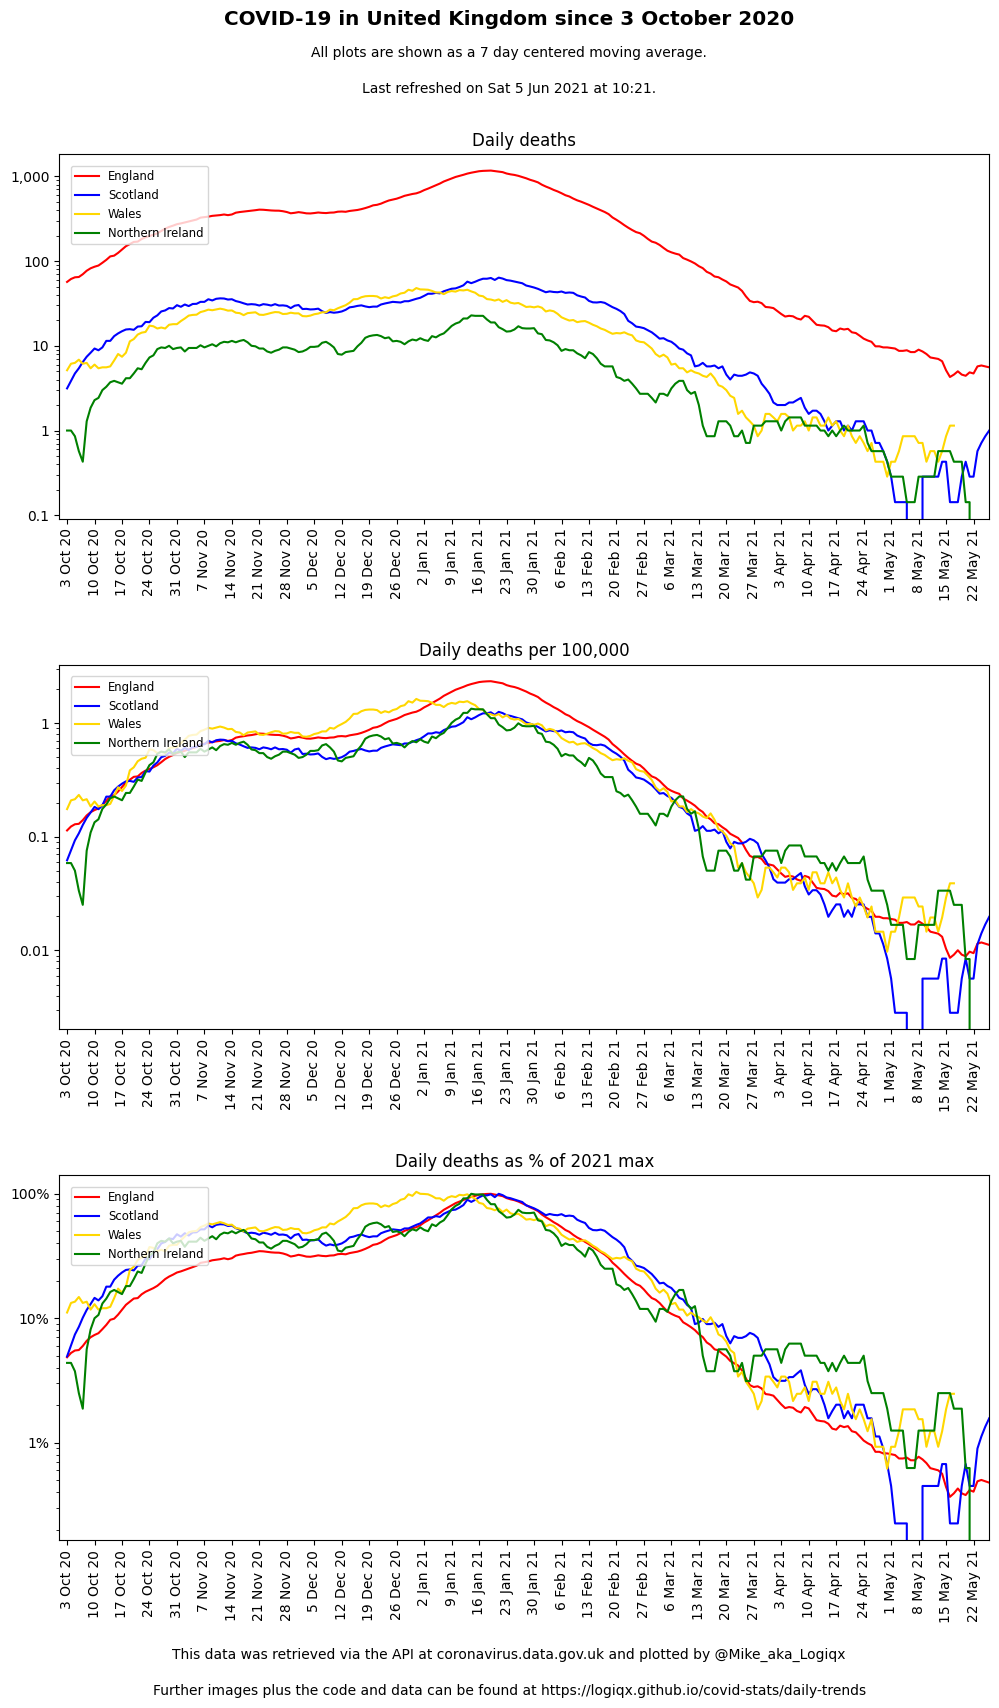 COVID-19 in United Kingdom since 3 October 2020
All plots are shown as a 7 day centered moving average.
Last refreshed on Sat 5 Jun 2021 at 10:21.
Daily deaths
England
Scotland
Wales
Northern Ireland
1,000
100
10
1
0.1
3 Oct 20
10 Oct 20
17 Oct 20
24 Oct 20
31 Oct 20
7 Nov 20
14 Nov 20
21 Nov 20
28 Nov 20
5 Dec 20
12 Dec 20
19 Dec 20
26 Dec 20
2 Jan 21
9 Jan 21
16 Jan 21
23 Jan 21
30 Jan 21
6 Feb 21
13 Feb 21
20 Feb 21
27 Feb 21
6 Mar 21
13 Mar 21
20 Mar 21
27 Mar 21
3 Apr 21
10 Apr 21
17 Apr 21
24 Apr 21
1 May 21
8 May 21
15 May 21
22 May 21
Daily deaths per 100,000
England
Scotland
Wales
Northern Ireland
1
0.1
0.01
3 Oct 20
10 Oct 20
17 Oct 20
24 Oct 20
31 Oct 20
7 Nov 20
14 Nov 20
21 Nov 20
28 Nov 20
5 Dec 20
12 Dec 20
19 Dec 20
26 Dec 20
2 Jan 21
9 Jan 21
16 Jan 21
23 Jan 21
30 Jan 21
6 Feb 21
13 Feb 21
20 Feb 21
27 Feb 21
6 Mar 21
13 Mar 21
20 Mar 21
27 Mar 21
3 Apr 21
10 Apr 21
17 Apr 21
24 Apr 21
1 May 21
8 May 21
15 May 21
22 May 21
Daily deaths as % of 2021 max
England
Scotland
Wales
Northern Ireland
100%
10%
1%
3 Oct 20
10 Oct 20
17 Oct 20
24 Oct 20
31 Oct 20
7 Nov 20
14 Nov 20
21 Nov 20
28 Nov 20
5 Dec 20
12 Dec 20
19 Dec 20
26 Dec 20
2 Jan 21
9 Jan 21
16 Jan 21
23 Jan 21
30 Jan 21
6 Feb 21
13 Feb 21
20 Feb 21
27 Feb 21
6 Mar 21
13 Mar 21
20 Mar 21
27 Mar 21
3 Apr 21
10 Apr 21
17 Apr 21
24 Apr 21
1 May 21
8 May 21
15 May 21
22 May 21
This data was retrieved via the API at coronavirus.data.gov.uk and plotted by @Mike_aka_Logiqx
Further images plus the code and data can be found at https://logiqx.github.io/covid-stats/daily-trends